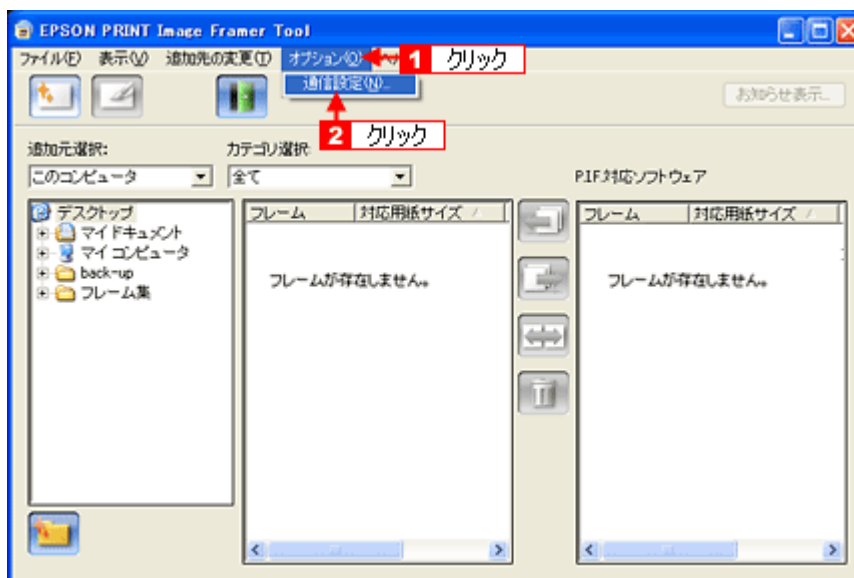 EPSON PRINT Image Framer Tool
ファイル(F) 表示(V) 追加先の変更(T) オプション(O) 1 クリック
通信設定(N)...
2 クリック
お知らせ表示...
追加元選択: カテゴリ選択:
このコンピュータ 全て P.I.F.対応ソフトウェア
デスクトップ
マイドキュメント
マイコンピュータ
back-up
フレーム集
フレーム 対応用紙サイズ
フレームが存在しません。
フレーム 対応用紙サイズ
フレームが存在しません。